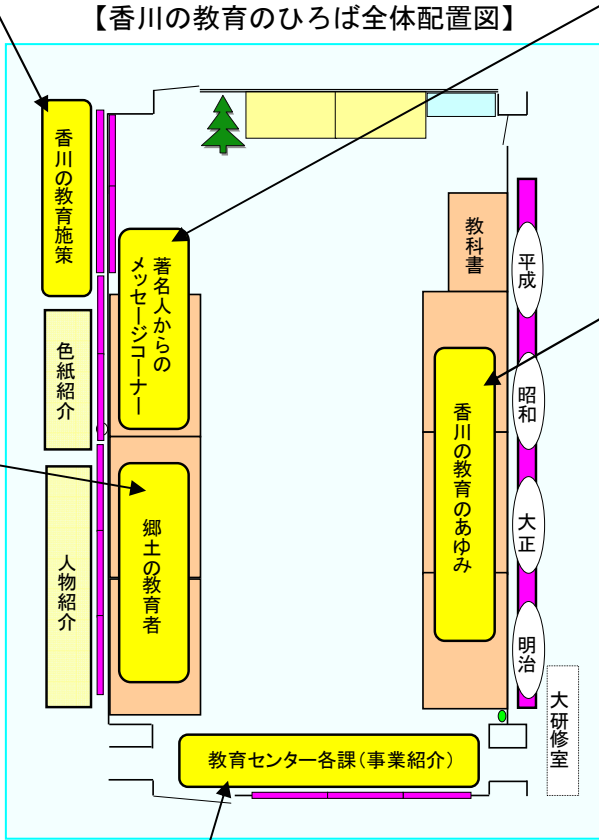 【香川の教育のひろば全体配置図】
香川の教育施策
著名人からの
メッセージコーナー
教科書
平成
色紙紹介
昭和
香川の教育のあゆみ
郷土の教育者
大正
人物紹介
明治
大研修室
教育センター各課(事業紹介)